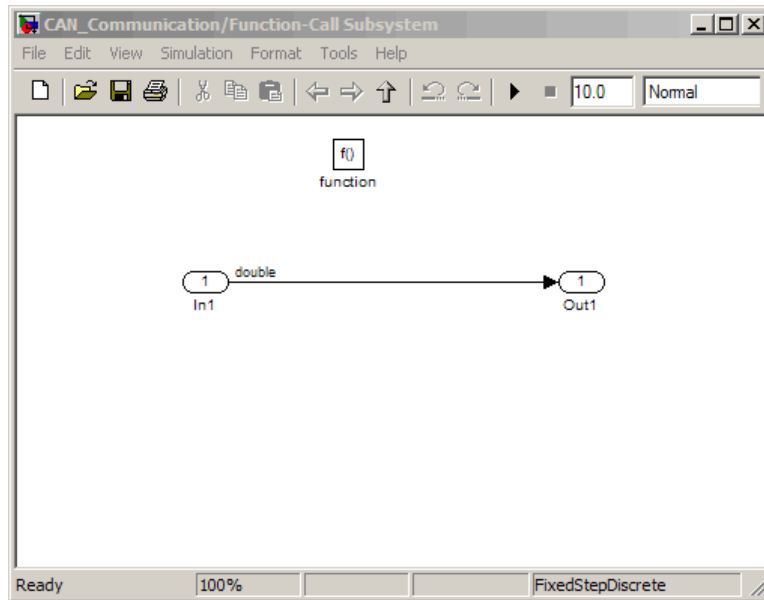 CAN_Communication/Function-Call Subsystem
File Edit View Simulation Format Tools Help
10.0 Normal
f()
function
1 double 1
In1 Out1
Ready 100% FixedStepDiscrete